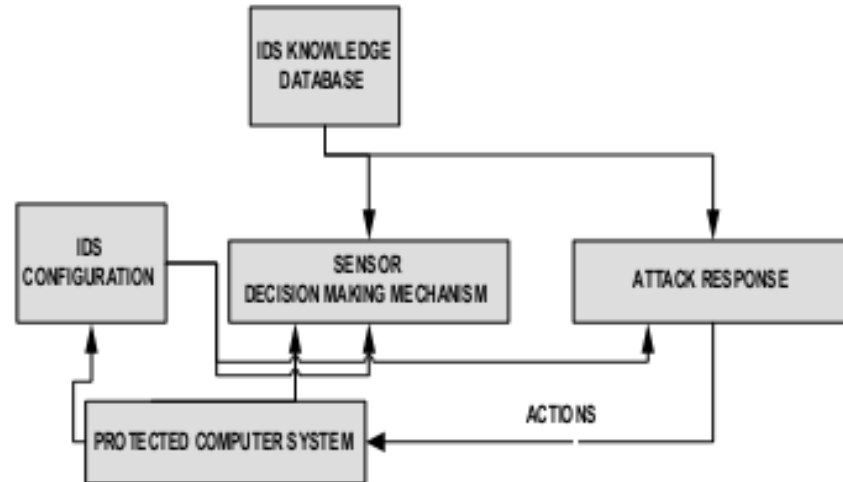 IDS KNOWLEDGE
DATABASE
IDS
CONFIGURATION
SENSOR
DECISION MAKING MECHANISM
ATTACK RESPONSE
ACTIONS
PROTECTED COMPUTER SYSTEM